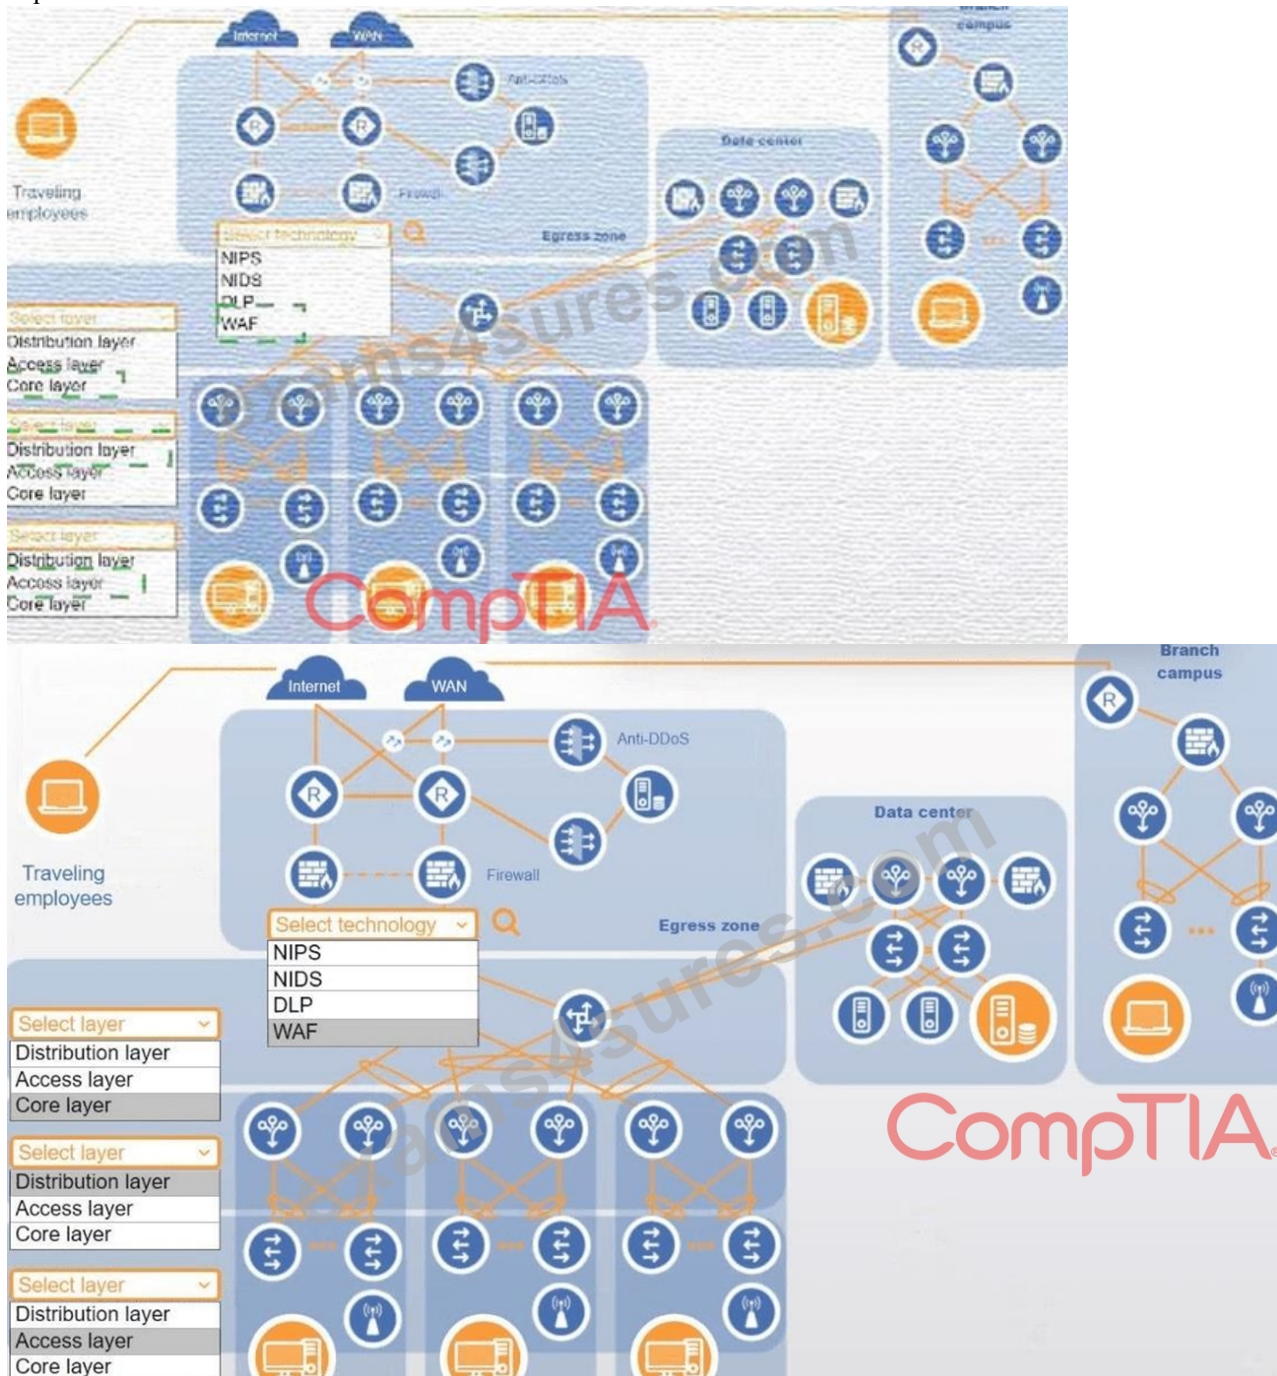 Internet WAN
Branch
campus
Anti-DDoS
Data center
Traveling
employees
Firewall
Select technology
Egress zone
NIPS
NIDS
DLP
WAF
Select layer
Distribution layer
Access layer
Core layer
Select layer
Distribution layer
Access layer
Core layer
Select layer
Distribution layer
Access layer
Core layer
exams4sures.com
CompTIA
Branch
campus
Internet WAN
Anti-DDoS
Data center
Traveling
employees
Firewall
Select technology
Egress zone
NIPS
NIDS
DLP
WAF
Select layer
Distribution layer
Access layer
Core layer
Select layer
Distribution layer
Access layer
Core layer
Select layer
Distribution layer
Access layer
Core layer
exams4sures.com
CompTIA